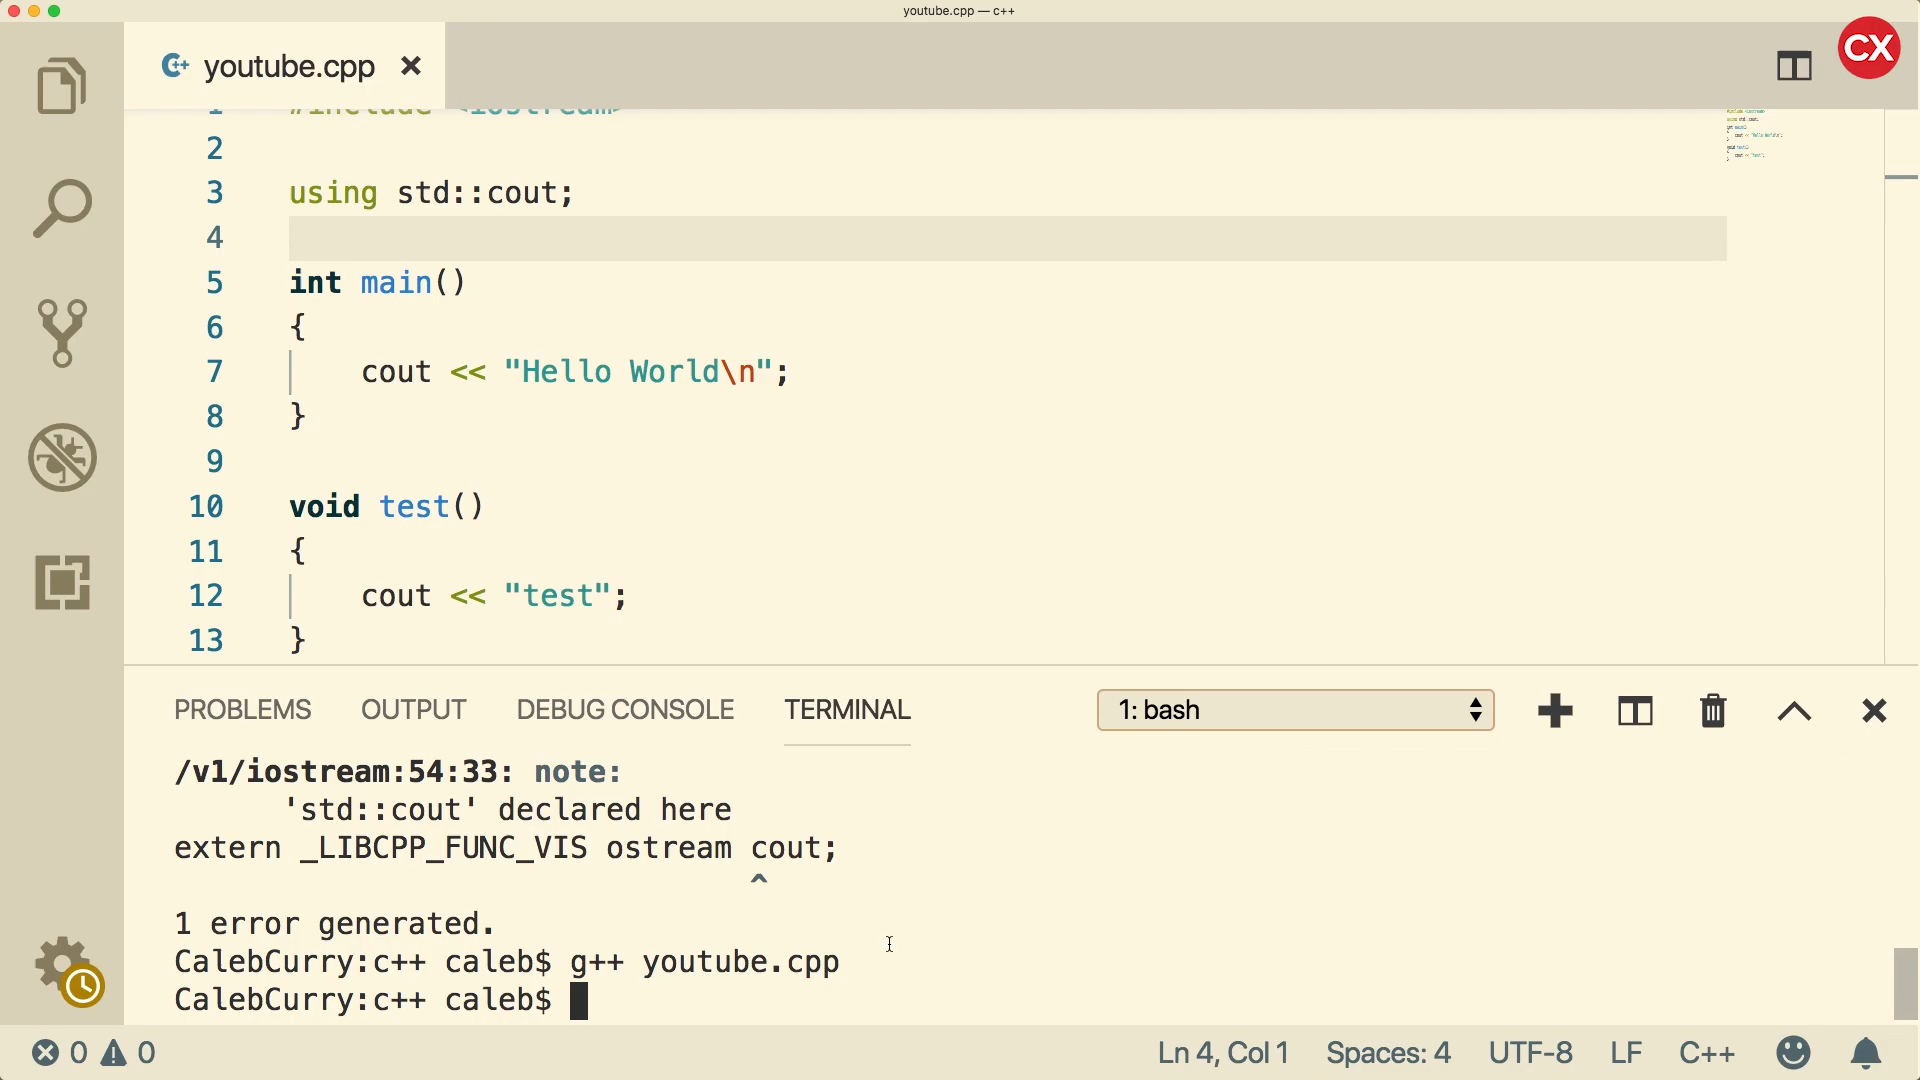 youtube.cpp — c++
youtube.cpp
CX
1 #include <iostream>
2
3 using std::cout;
4
5 int main()
6 {
7 cout << "Hello World\n";
8 }
9
10 void test()
11 {
12 cout << "test";
13 }
PROBLEMS OUTPUT DEBUG CONSOLE TERMINAL 1: bash
/v1/iostream:54:33: note:
'std::cout' declared here
extern _LIBCPP_FUNC_VIS ostream cout;
^
1 error generated.
CalebCurry:c++ caleb$ g++ youtube.cpp
CalebCurry:c++ caleb$
0 0 Ln 4, Col 1 Spaces: 4 UTF-8 LF C++